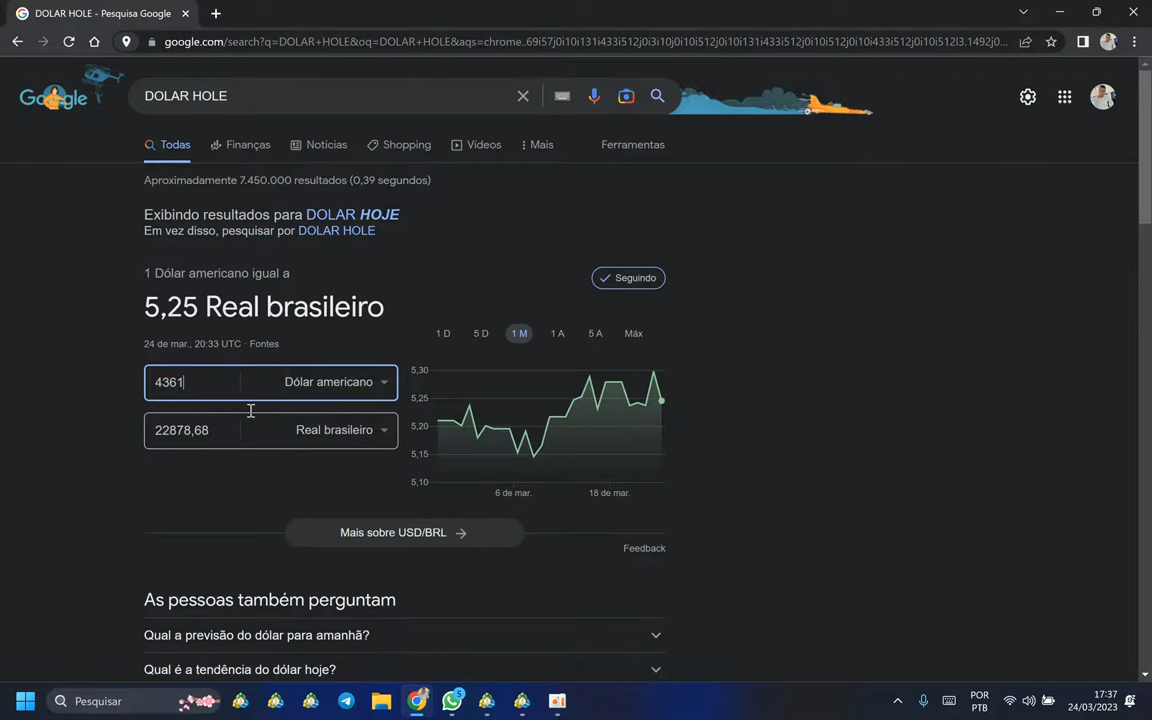 DOLAR HOLE - Pesquisa Google
google.com/search?q=DOLAR+HOLE&oq=DOLAR+HOLE&aqs=chrome..69i57j0i10i131i433i512j0i3i10j0i10i512j0i10i131i433i512j0i10i512j0i10i433i512j0i10i512l3.1492j0...
Google
DOLAR HOLE
Todas
Finanças
Notícias
Shopping
Vídeos
Mais
Ferramentas
Aproximadamente 7.450.000 resultados (0,39 segundos)
Exibindo resultados para DOLAR HOJE
Em vez disso, pesquisar por DOLAR HOLE
1 Dólar americano igual a
Seguindo
5,25 Real brasileiro
24 de mar., 20:33 UTC · Fontes
1 D
5 D
1 M
1 A
5 A
Máx
4361
Dólar americano
22878,68
Real brasileiro
5,30
5,25
5,20
5,15
5,10
6 de mar.
18 de mar.
Mais sobre USD/BRL
Feedback
As pessoas também perguntam
Qual a previsão do dólar para amanhã?
Qual é a tendência do dólar hoje?
Pesquisar
5
POR
PTB
17:37
24/03/2023